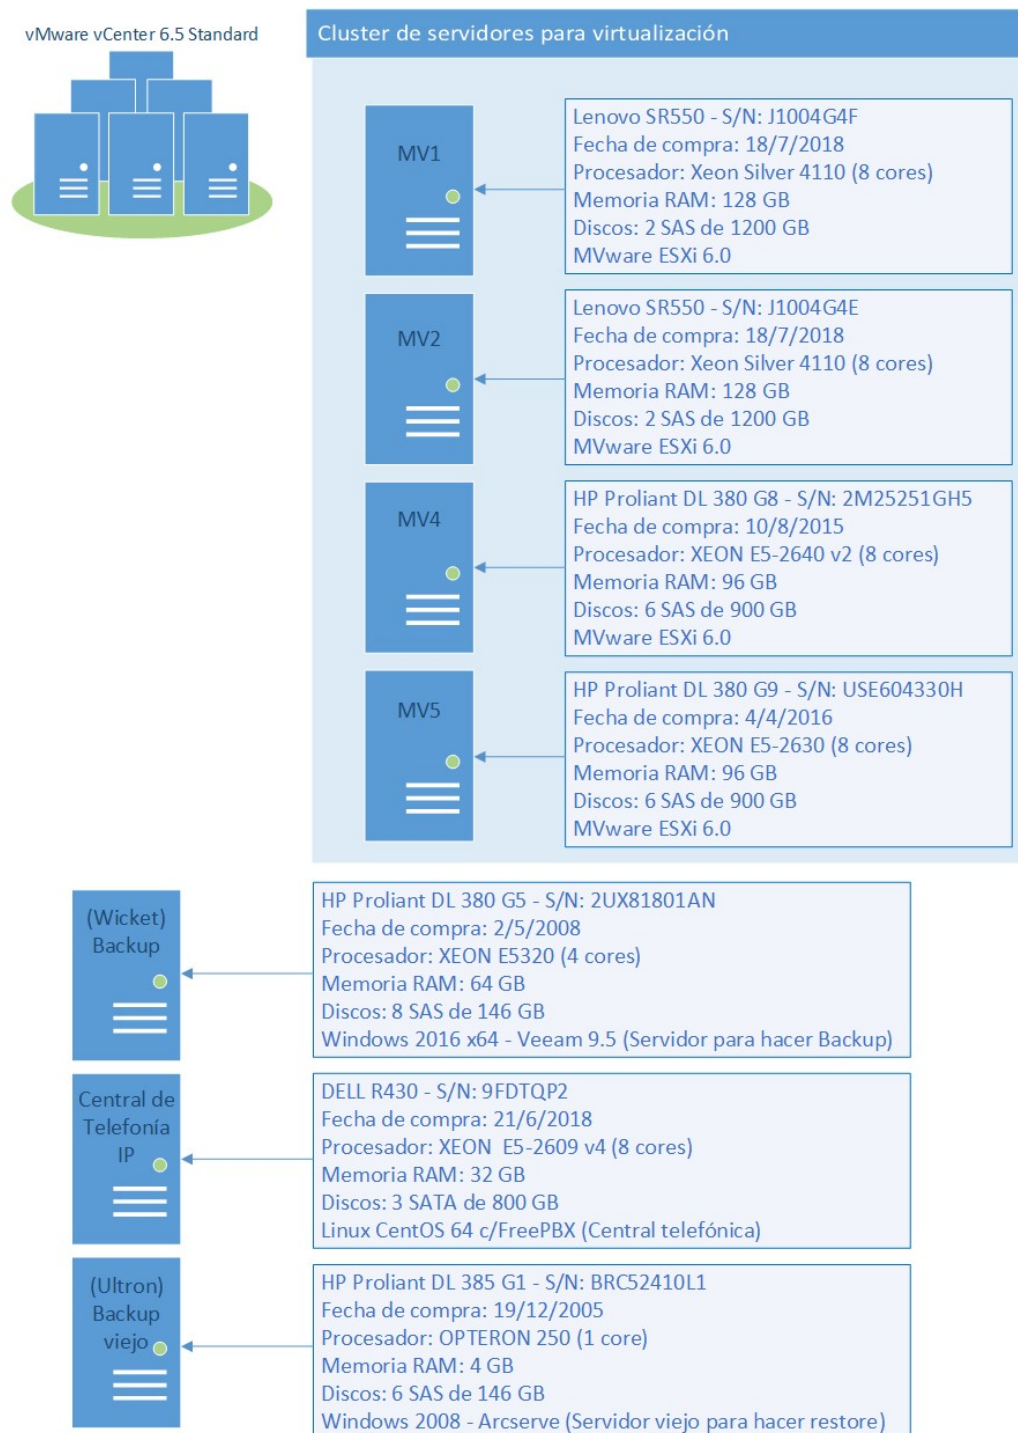 vMware vCenter 6.5 Standard
Cluster de servidores para virtualización
MV1
Lenovo SR550 - S/N: J1004G4F
Fecha de compra: 18/7/2018
Procesador: Xeon Silver 4110 (8 cores)
Memoria RAM: 128 GB
Discos: 2 SAS de 1200 GB
MVware ESXi 6.0
MV2
Lenovo SR550 - S/N: J1004G4E
Fecha de compra: 18/7/2018
Procesador: Xeon Silver 4110 (8 cores)
Memoria RAM: 128 GB
Discos: 2 SAS de 1200 GB
MVware ESXi 6.0
MV4
HP Proliant DL 380 G8 - S/N: 2M25251GH5
Fecha de compra: 10/8/2015
Procesador: XEON E5-2640 v2 (8 cores)
Memoria RAM: 96 GB
Discos: 6 SAS de 900 GB
MVware ESXi 6.0
MV5
HP Proliant DL 380 G9 - S/N: USE604330H
Fecha de compra: 4/4/2016
Procesador: XEON E5-2630 (8 cores)
Memoria RAM: 96 GB
Discos: 6 SAS de 900 GB
MVware ESXi 6.0
(Wicket)
Backup
HP Proliant DL 380 G5 - S/N: 2UX81801AN
Fecha de compra: 2/5/2008
Procesador: XEON E5320 (4 cores)
Memoria RAM: 64 GB
Discos: 8 SAS de 146 GB
Windows 2016 x64 - Veeam 9.5 (Servidor para hacer Backup)
Central de
Telefonía
IP
DELL R430 - S/N: 9FDTQP2
Fecha de compra: 21/6/2018
Procesador: XEON  E5-2609 v4 (8 cores)
Memoria RAM: 32 GB
Discos: 3 SATA de 800 GB
Linux CentOS 64 c/FreePBX (Central telefónica)
(Ultron)
Backup
viejo
HP Proliant DL 385 G1 - S/N: BRC52410L1
Fecha de compra: 19/12/2005
Procesador: OPTERON 250 (1 core)
Memoria RAM: 4 GB
Discos: 6 SAS de 146 GB
Windows 2008 - Arcserve (Servidor viejo para hacer restore)